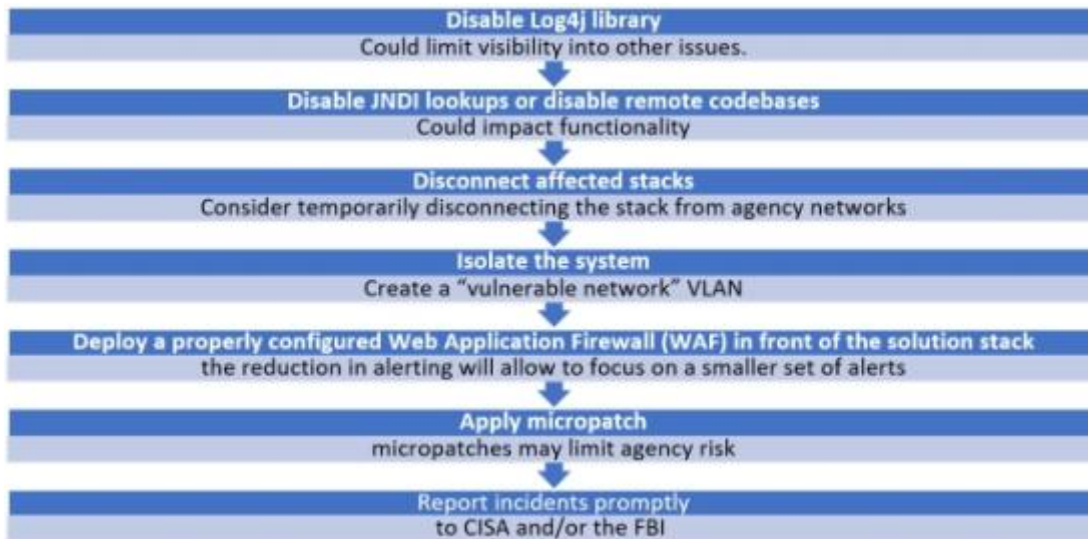 Disable Log4j library
Could limit visibility into other issues.
Disable JNDI lookups or disable remote codebases
Could impact functionality
Disconnect affected stacks
Consider temporarily disconnecting the stack from agency networks
Isolate the system
Create a “vulnerable network” VLAN
Deploy a properly configured Web Application Firewall (WAF) in front of the solution stack
the reduction in alerting will allow to focus on a smaller set of alerts
Apply micropatch
micropatches may limit agency risk
Report incidents promptly
to CISA and/or the FBI